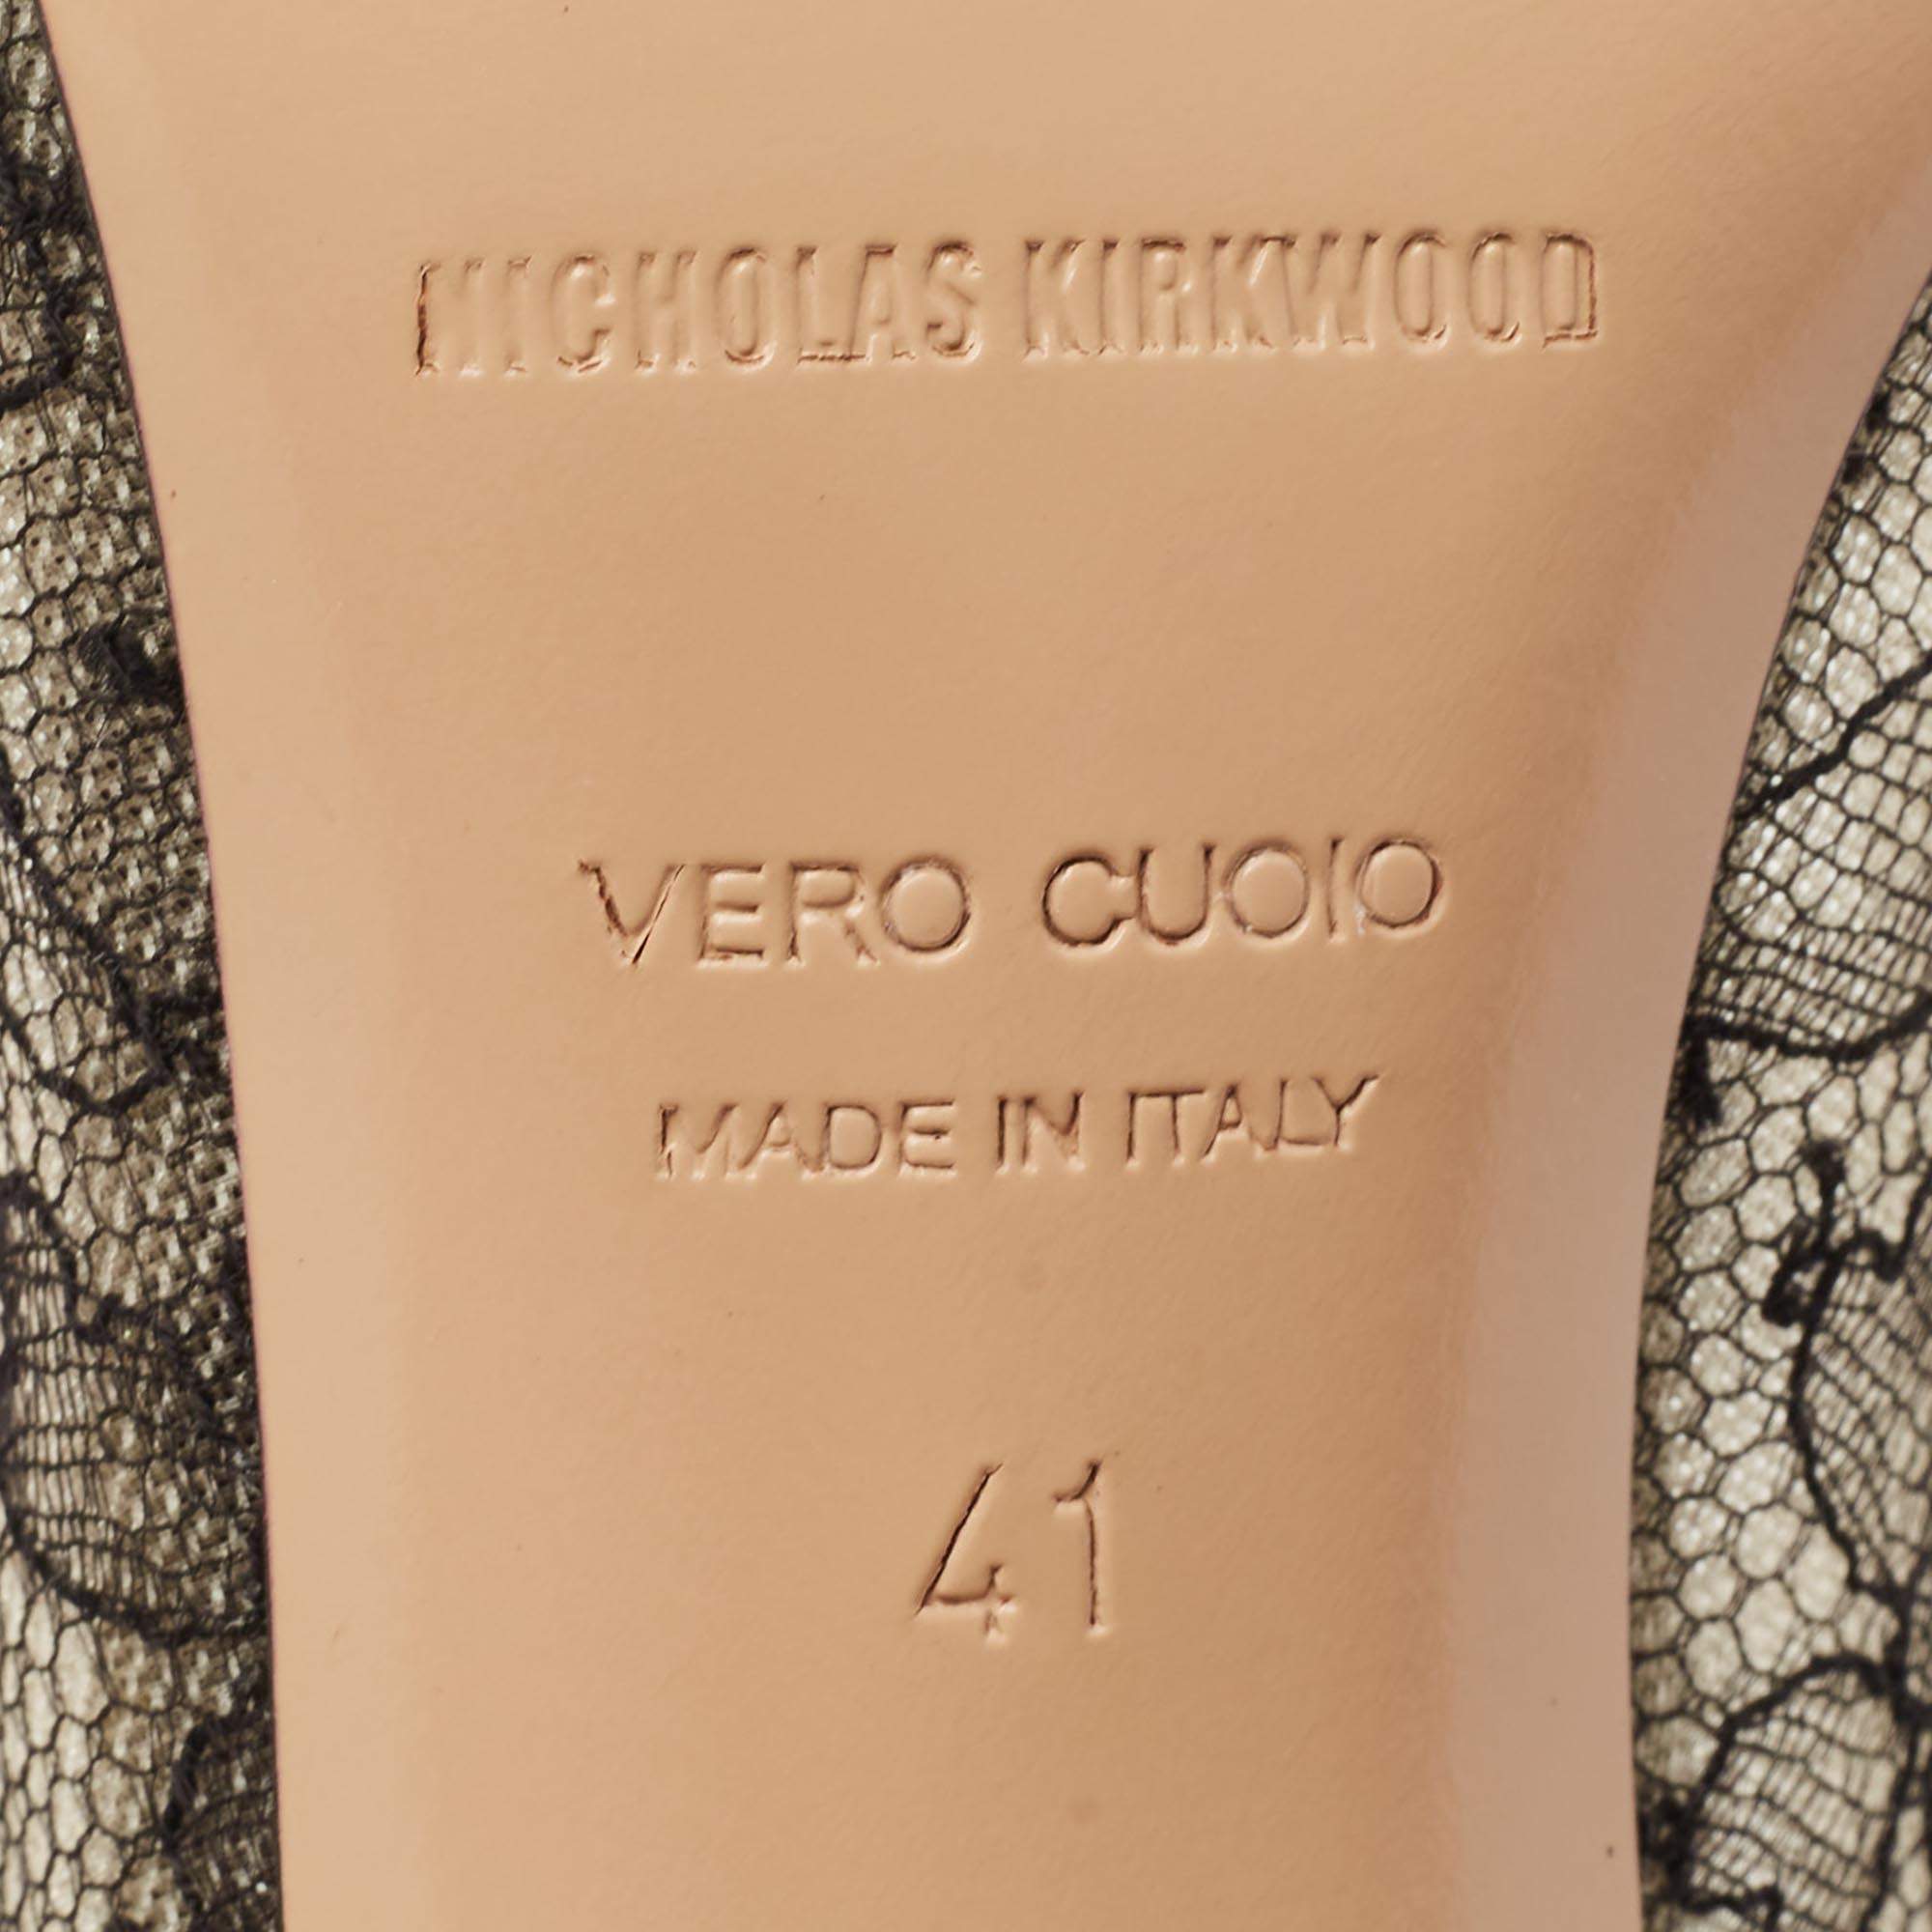 NICHOLAS KIRKWOOD
VERO CUOIO
MADE IN ITALY
41